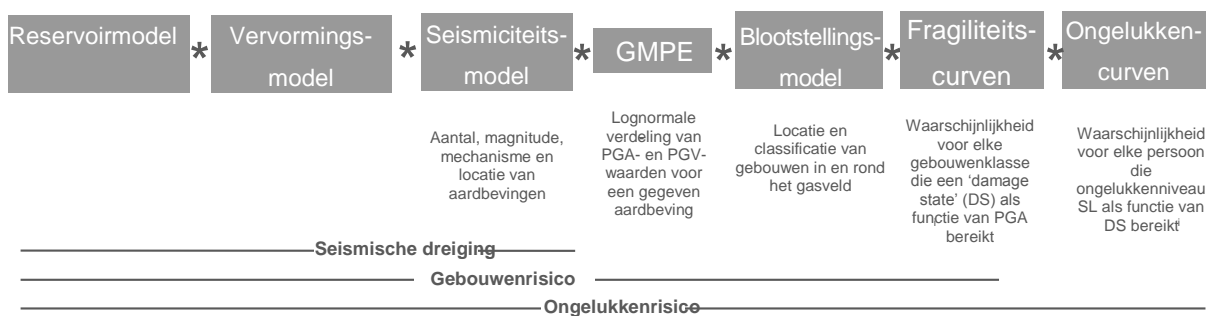 Reservoirmodel
*
Vervormings-
model
*
Seismiciteits-
model
*
GMPE
*
Blootstellings-
model
*
Fragiliteits-
curven
*
Ongelukken-
curven
Aantal, magnitude,
mechanisme en
locatie van
aardbevingen
Lognormale
verdeling van
PGA- en PGV-
waarden voor
een gegeven
aardbeving
Locatie en
classificatie van
gebouwen in en rond
het gasveld
Waarschijnlijkheid
voor elke
gebouwenklasse
die een ‘damage
state’ (DS) als
functie van PGA
bereikt
Waarschijnlijkheid
voor elke persoon
die
ongelukkenniveau
SL als functie van
DS bereikt
Seismische dreiging
Gebouwenrisico
Ongelukkenrisico